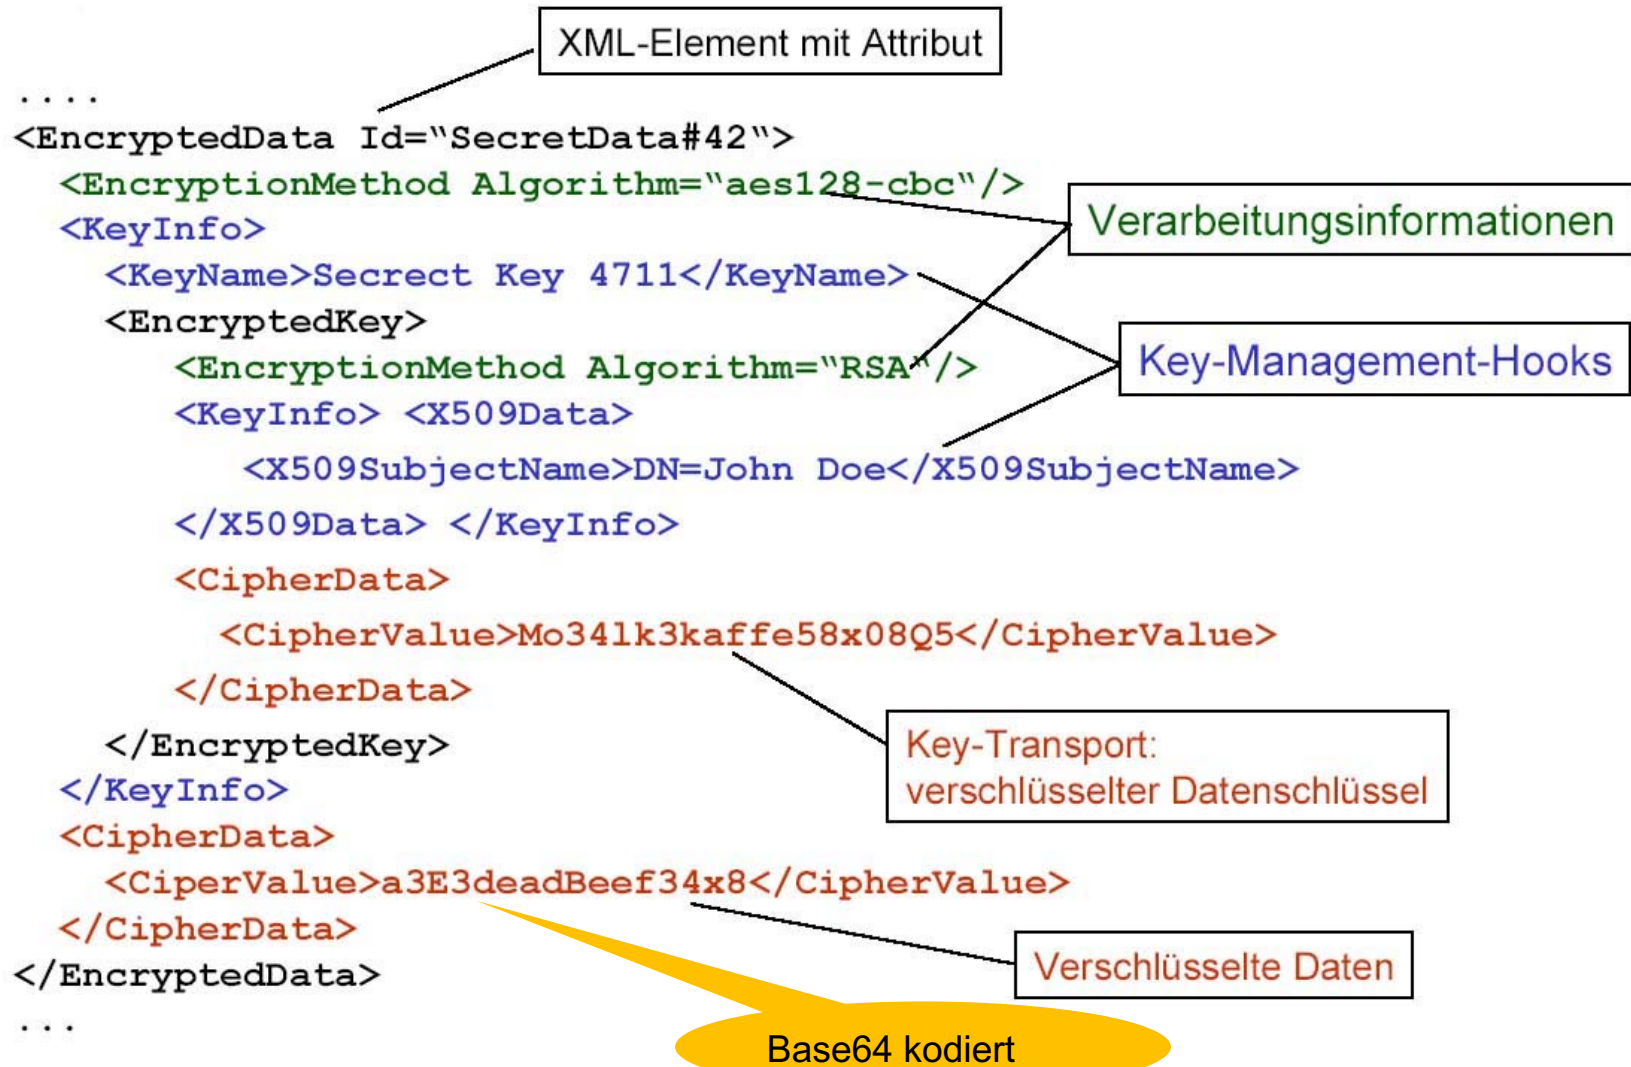 XML-Element mit Attribut
....
<EncryptedData Id=“SecretData#42“>
<EncryptionMethod Algorithm=“aes128-cbc“/>
Verarbeitungsinformationen
<KeyInfo>
<KeyName>Secrect Key 4711</KeyName>
<EncryptedKey>
Key-Management-Hooks
<EncryptionMethod Algorithm=“RSA“/>
<KeyInfo> <X509Data>
<X509SubjectName>DN=John Doe</X509SubjectName>
</X509Data> </KeyInfo>
<CipherData>
<CipherValue>Mo34lk3kaffe58x08Q5</CipherValue>
</CipherData>
</EncryptedKey>
Key-Transport:
verschlüsselter Datenschlüssel
</KeyInfo>
<CipherData>
<CiperValue>a3E3deadBeef34x8</CipherValue>
</CipherData>
Verschlüsselte Daten
</EncryptedData>
...
Base64 kodiert